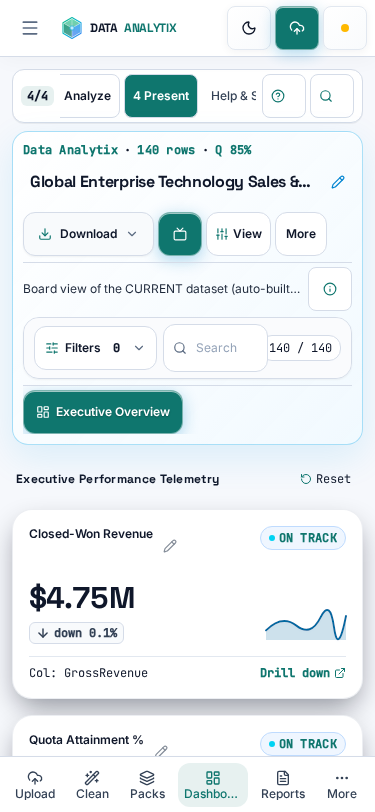 DATA ANALYTIX
4/4 Analyze 4 Present Help & S
Data Analytix · 140 rows · Q 85%
Global Enterprise Technology Sales &...
Download View More
Board view of the CURRENT dataset (auto-built...
Filters 0 Search 140 / 140
Executive Overview
Executive Performance Telemetry Reset
Closed-Won Revenue ON TRACK
$4.75M
down 0.1%
Col: GrossRevenue Drill down
Quota Attainment % ON TRACK
Upload Clean Packs Dashbo... Reports More